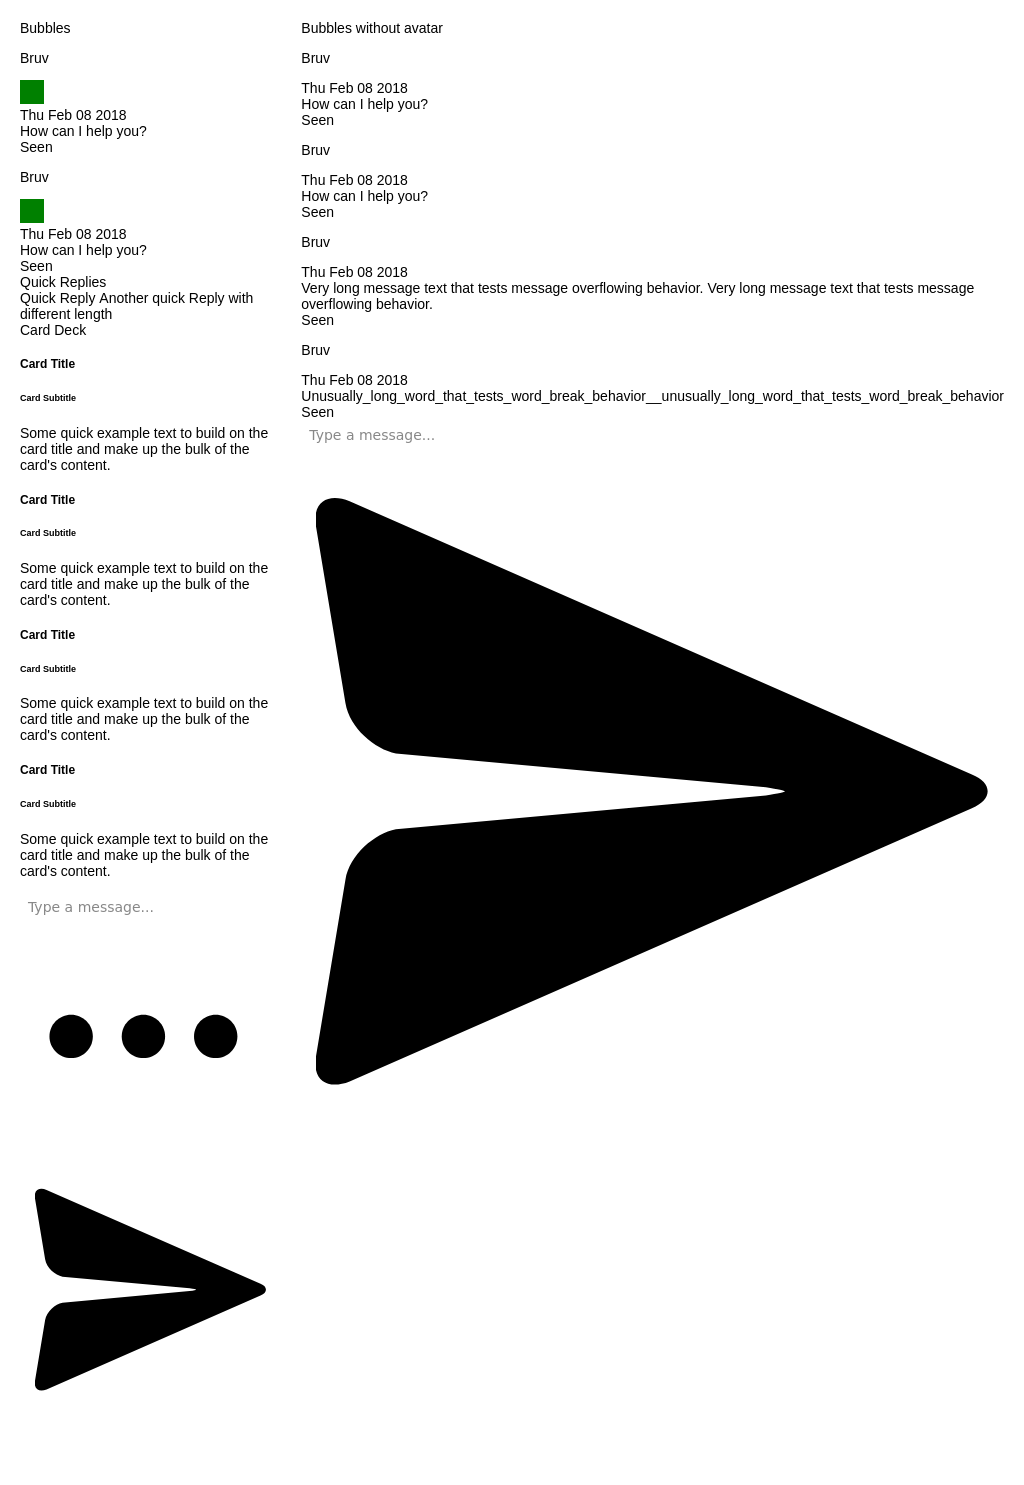 Bubbles
Bruv
Thu Feb 08 2018
How can I help you?
Seen
Bruv
Thu Feb 08 2018
How can I help you?
Seen
Quick Replies
Quick Reply Another quick Reply with
different length
Card Deck
Card Title
Card Subtitle
Some quick example text to build on the
card title and make up the bulk of the
card's content.
Card Title
Card Subtitle
Some quick example text to build on the
card title and make up the bulk of the
card's content.
Card Title
Card Subtitle
Some quick example text to build on the
card title and make up the bulk of the
card's content.
Card Title
Card Subtitle
Some quick example text to build on the
card title and make up the bulk of the
card's content.
Type a message...
Bubbles without avatar
Bruv
Thu Feb 08 2018
How can I help you?
Seen
Bruv
Thu Feb 08 2018
How can I help you?
Seen
Bruv
Thu Feb 08 2018
Very long message text that tests message overflowing behavior. Very long message text that tests message
overflowing behavior.
Seen
Bruv
Thu Feb 08 2018
Unusually_long_word_that_tests_word_break_behavior__unusually_long_word_that_tests_word_break_behavior
Seen
Type a message...